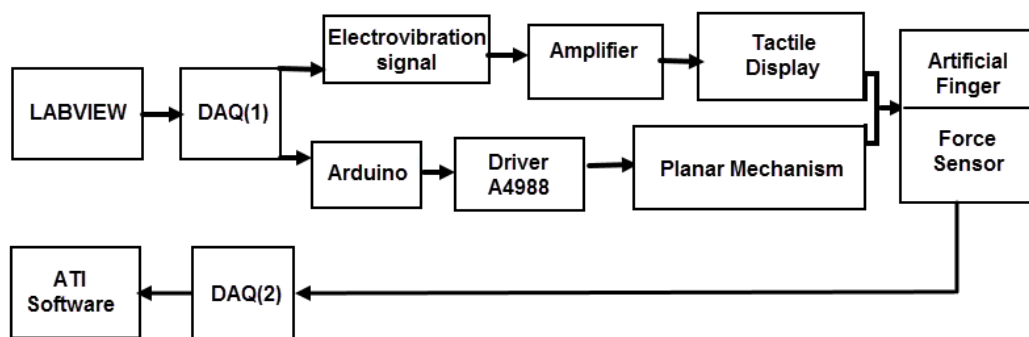 LABVIEW
DAQ(1)
Electrovibration
signal
Amplifier
Tactile
Display
Arduino
Driver
A4988
Planar Mechanism
Artificial
Finger
Force
Sensor
ATI
Software
DAQ(2)